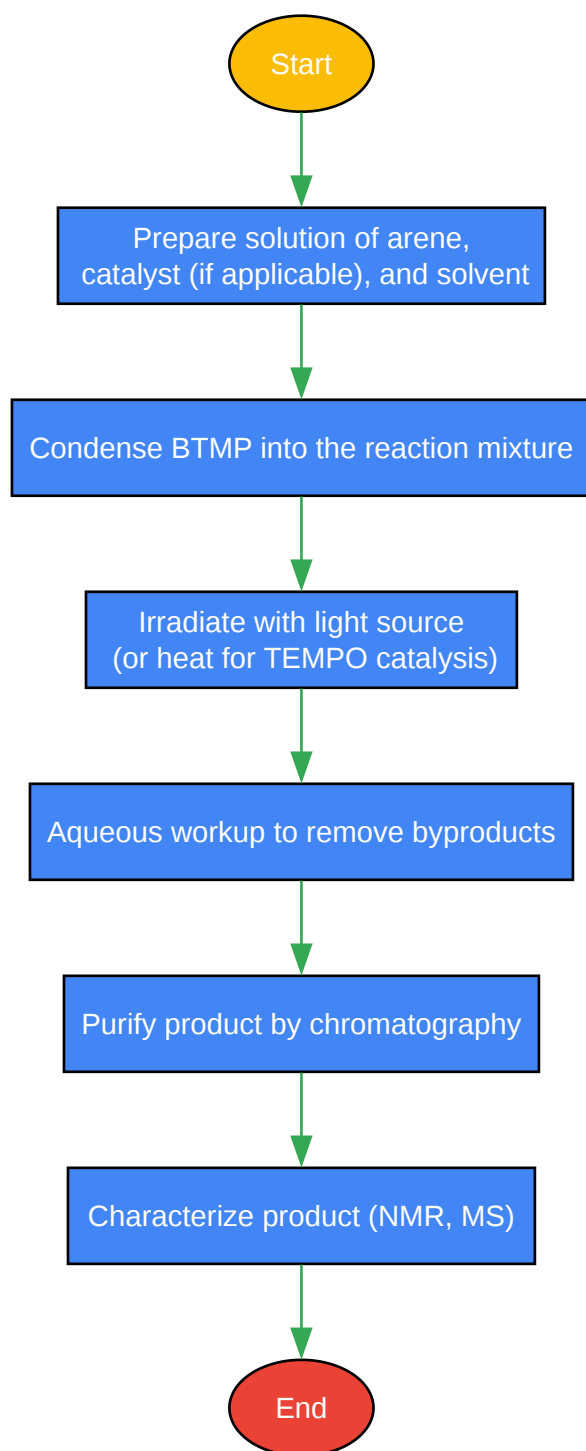 Start
Prepare solution of arene,
catalyst (if applicable), and solvent
Condense BTMP into the reaction mixture
Irradiate with light source
(or heat for TEMPO catalysis)
Aqueous workup to remove byproducts
Purify product by chromatography
Characterize product (NMR, MS)
End